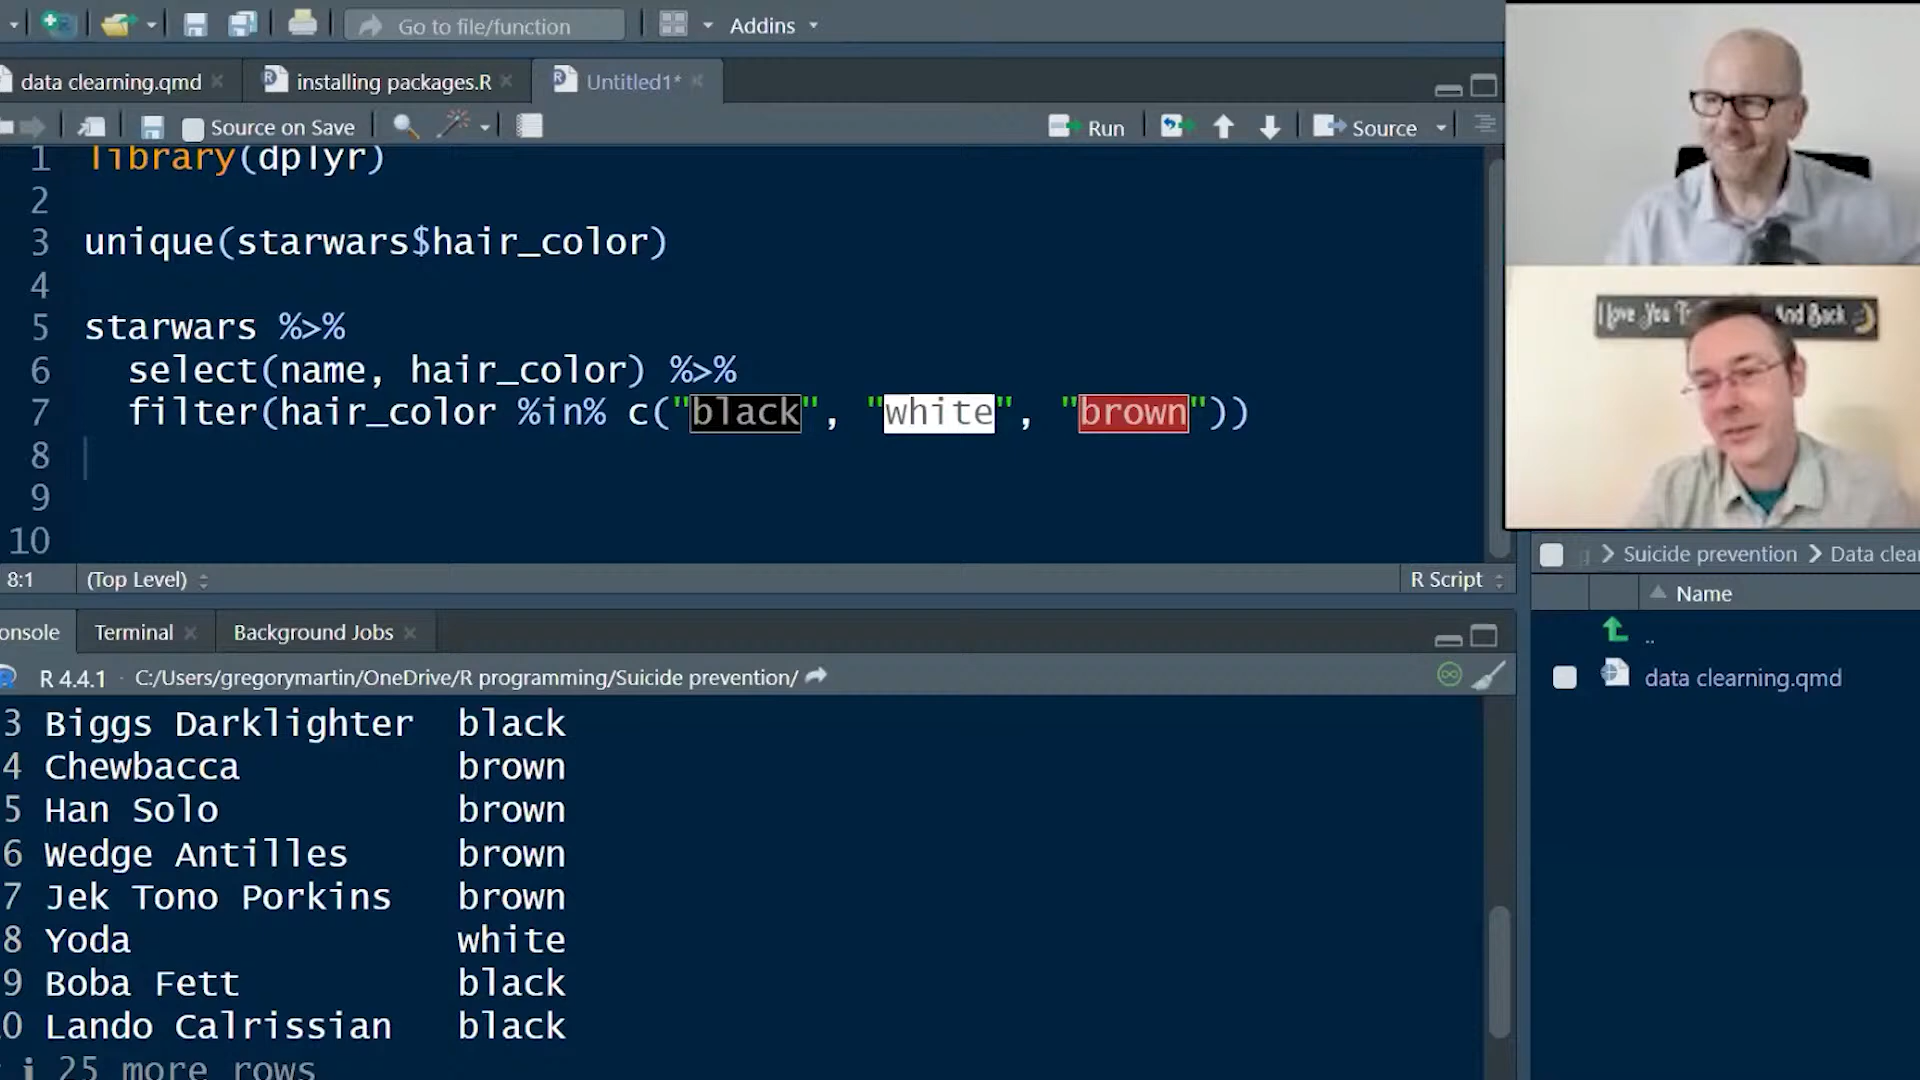 Go to file/function
Addins
data clearning.qmd
installing packages.R
Untitled1*
Source on Save
Run
Source
1 library(dplyr)
2
3 unique(starwars$hair_color)
4
5 starwars %>%
6 select(name, hair_color) %>%
7 filter(hair_color %in% c("black", "white", "brown"))
8
9
10
8:1 (Top Level)
R Script
onsole
Terminal
Background Jobs
R 4.4.1 · C:/Users/gregorymartin/OneDrive/R programming/Suicide prevention/
3 Biggs Darklighter black
4 Chewbacca brown
5 Han Solo brown
6 Wedge Antilles brown
7 Jek Tono Porkins brown
8 Yoda white
9 Boba Fett black
0 Lando Calrissian black
i 25 more rows
I Love You
And Back
Suicide prevention
Data clea
Name
..
data clearning.qmd